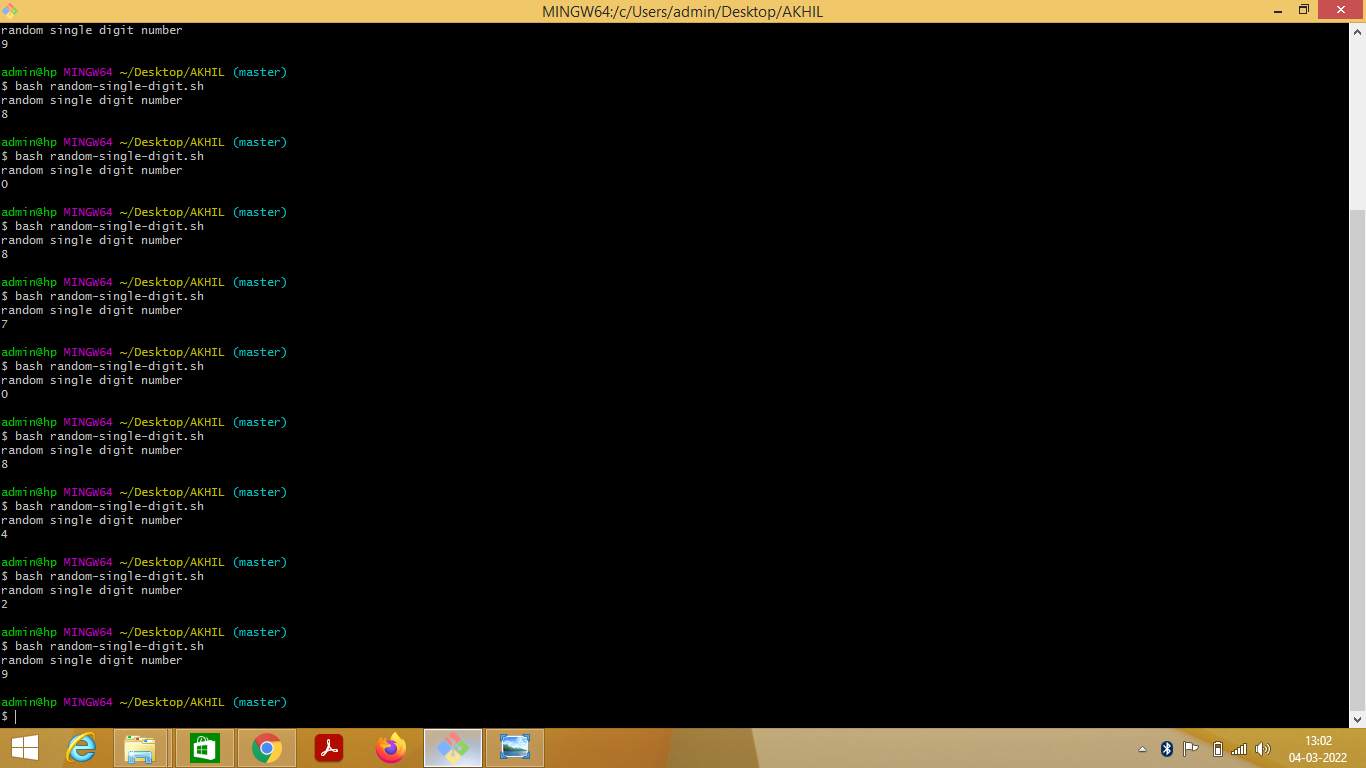 MINGW64:/c/Users/admin/Desktop/AKHIL
random single digit number
9
admin@hp MINGW64 ~/Desktop/AKHIL (master)
$ bash random-single-digit.sh
random single digit number
8
admin@hp MINGW64 ~/Desktop/AKHIL (master)
$ bash random-single-digit.sh
random single digit number
0
admin@hp MINGW64 ~/Desktop/AKHIL (master)
$ bash random-single-digit.sh
random single digit number
8
admin@hp MINGW64 ~/Desktop/AKHIL (master)
$ bash random-single-digit.sh
random single digit number
7
admin@hp MINGW64 ~/Desktop/AKHIL (master)
$ bash random-single-digit.sh
random single digit number
0
admin@hp MINGW64 ~/Desktop/AKHIL (master)
$ bash random-single-digit.sh
random single digit number
8
admin@hp MINGW64 ~/Desktop/AKHIL (master)
$ bash random-single-digit.sh
random single digit number
4
admin@hp MINGW64 ~/Desktop/AKHIL (master)
$ bash random-single-digit.sh
random single digit number
2
admin@hp MINGW64 ~/Desktop/AKHIL (master)
$ bash random-single-digit.sh
random single digit number
9
admin@hp MINGW64 ~/Desktop/AKHIL (master)
$
13:02
04-03-2022